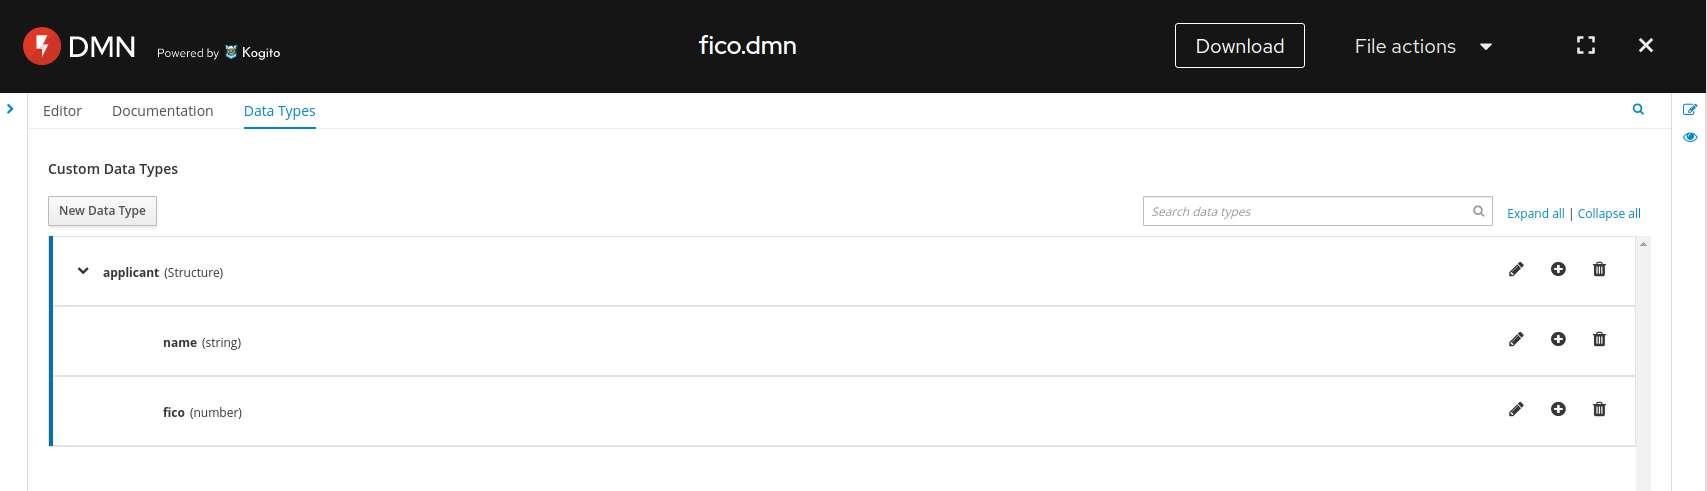 DMN Powered by Kogito
fico.dmn
Download
File actions
Editor Documentation Data Types
Custom Data Types
New Data Type
Search data types
Expand all | Collapse all
applicant (Structure)
name (string)
fico (number)